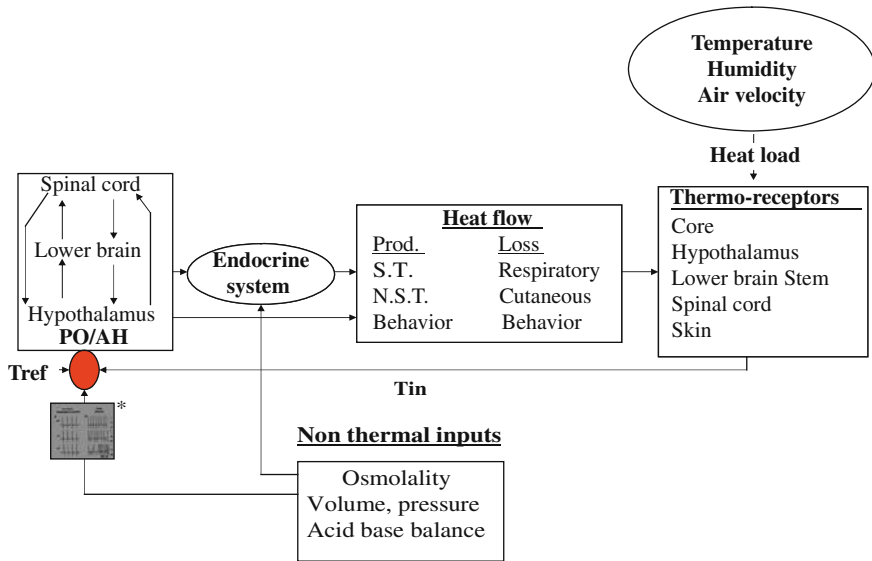 Temperature
Humidity
Air velocity
Heat load
Spinal cord
Lower brain
Hypothalamus
PO/AH
Endocrine
system
Heat flow
Prod. Loss
S.T. Respiratory
N.S.T. Cutaneous
Behavior Behavior
Thermo-receptors
Core
Hypothalamus
Lower brain Stem
Spinal cord
Skin
Tref
Tin
*
Non thermal inputs
Osmolality
Volume, pressure
Acid base balance